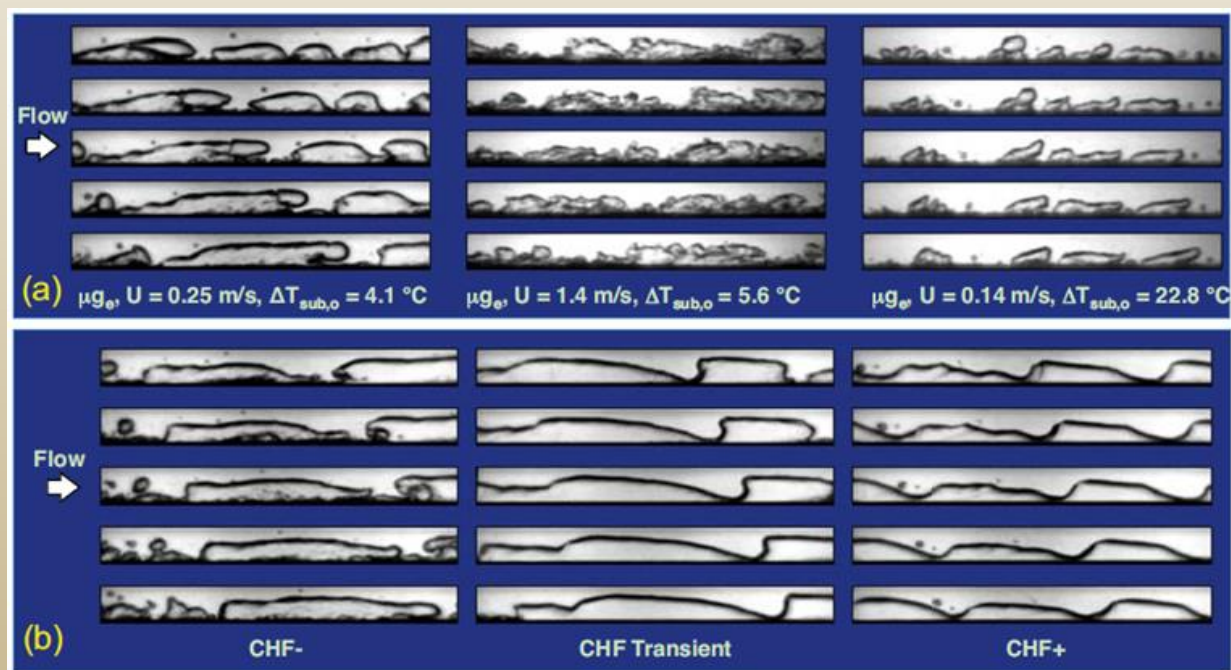 Flow
(a)
μgₑ, U = 0.25 m/s, ΔTsub,o = 4.1 °C
μgₑ, U = 1.4 m/s, ΔTsub,o = 5.6 °C
μgₑ, U = 0.14 m/s, ΔTsub,o = 22.8 °C
Flow
(b)
CHF-
CHF Transient
CHF+